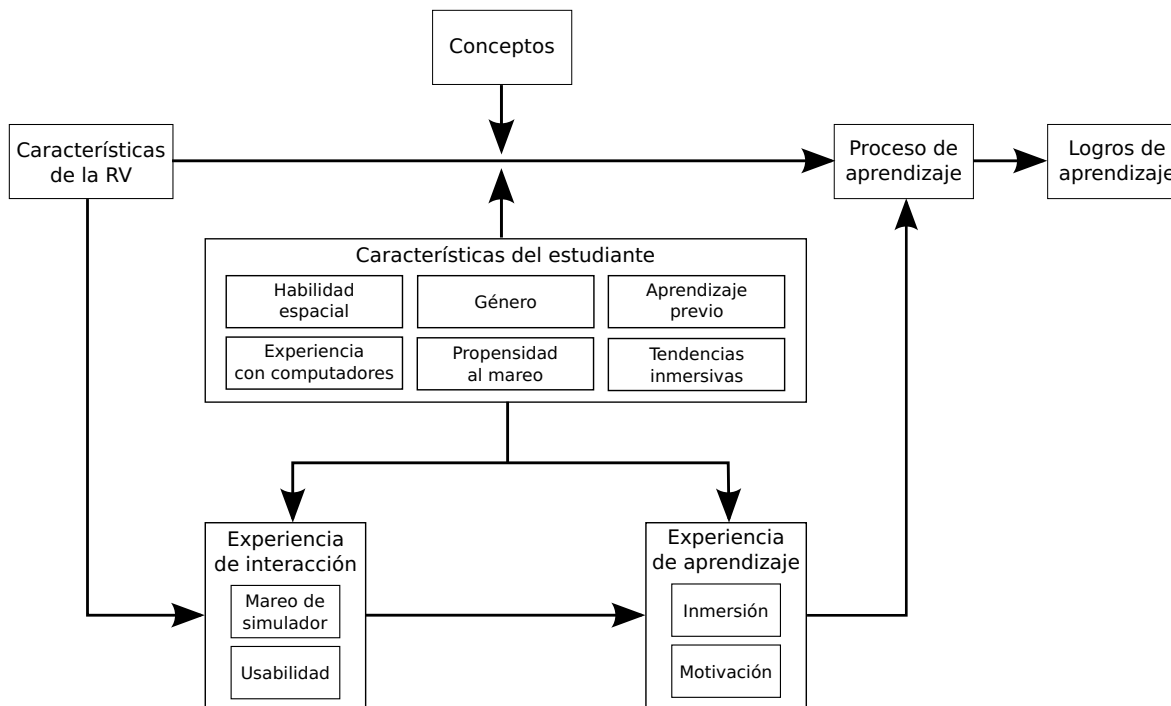 Conceptos
Características
de la RV
Proceso de
aprendizaje
Logros de
aprendizaje
Características del estudiante
Habilidad
espacial
Género
Aprendizaje
previo
Experiencia
con computadores
Propensidad
al mareo
Tendencias
inmersivas
Experiencia
de interacción
Mareo de
simulador
Usabilidad
Experiencia
de aprendizaje
Inmersión
Motivación